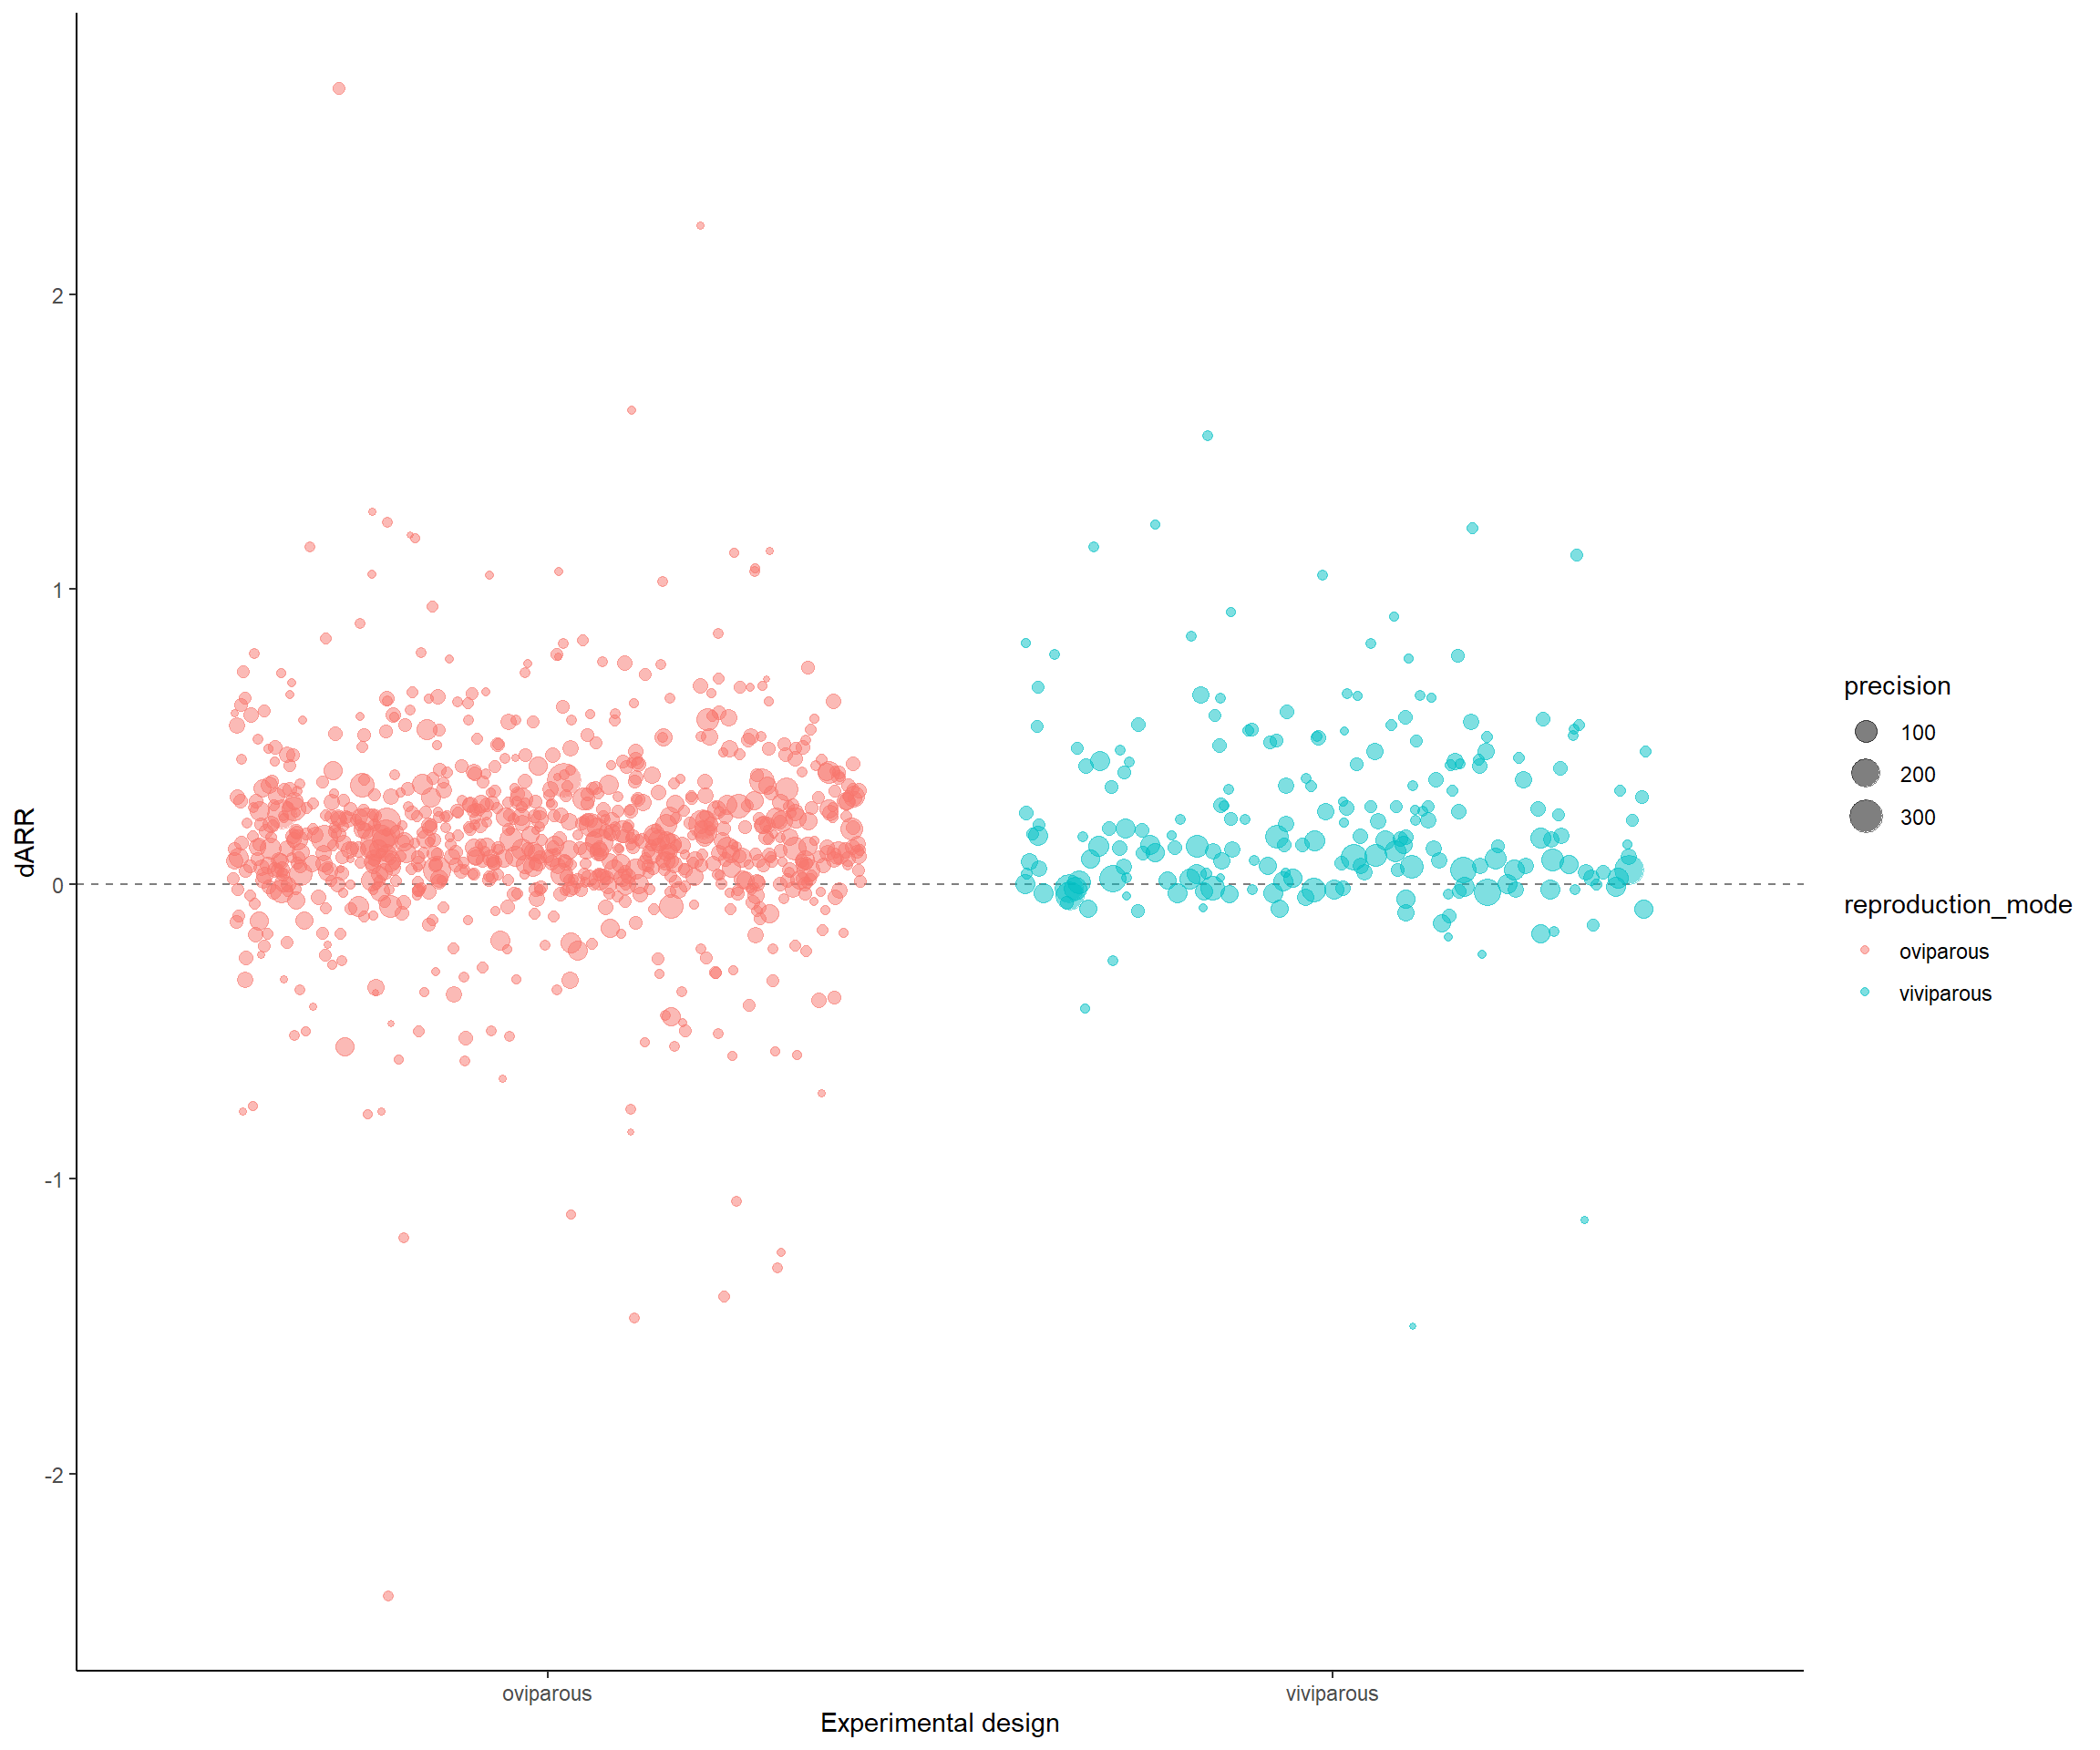 dARR
2
1
0
-1
-2
oviparous
viviparous
Experimental design
precision
100
200
300
reproduction_mode
oviparous
viviparous